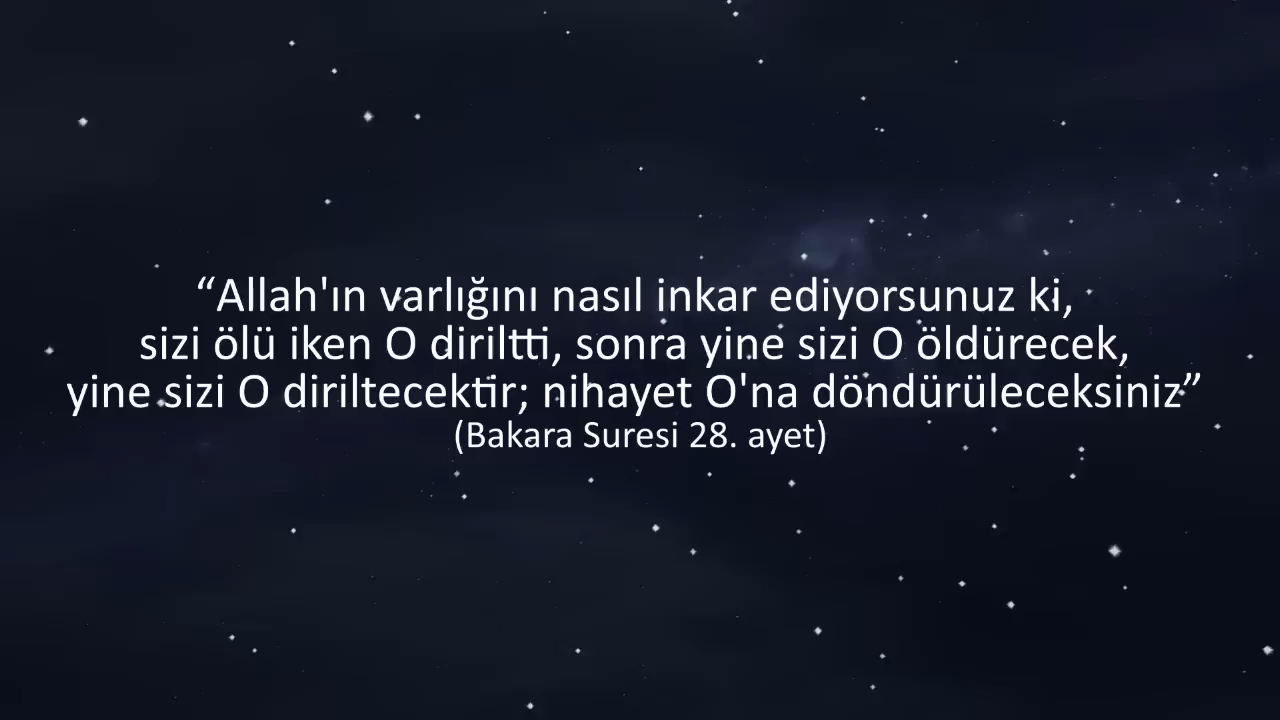 “Allah'ın varlığını nasıl inkar ediyorsunuz ki,
sizi ölü iken O diriltti, sonra yine sizi O öldürecek,
yine sizi O diriltecektir; nihayet O'na döndürüleceksiniz”
(Bakara Suresi 28. ayet)